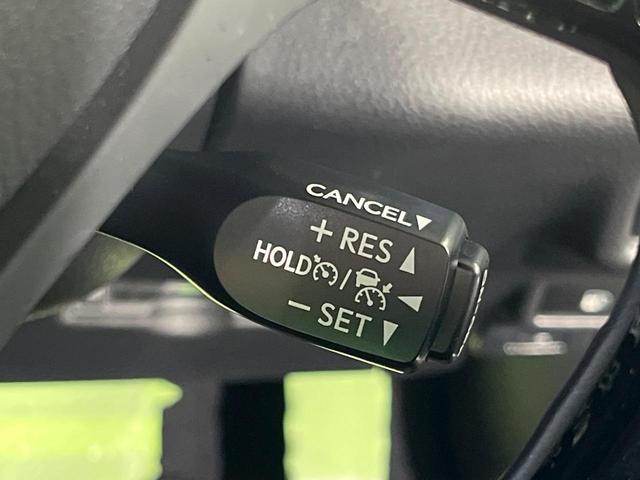 CANCEL▼
+ RES ▲
HOLD / ◀
− SET ▼